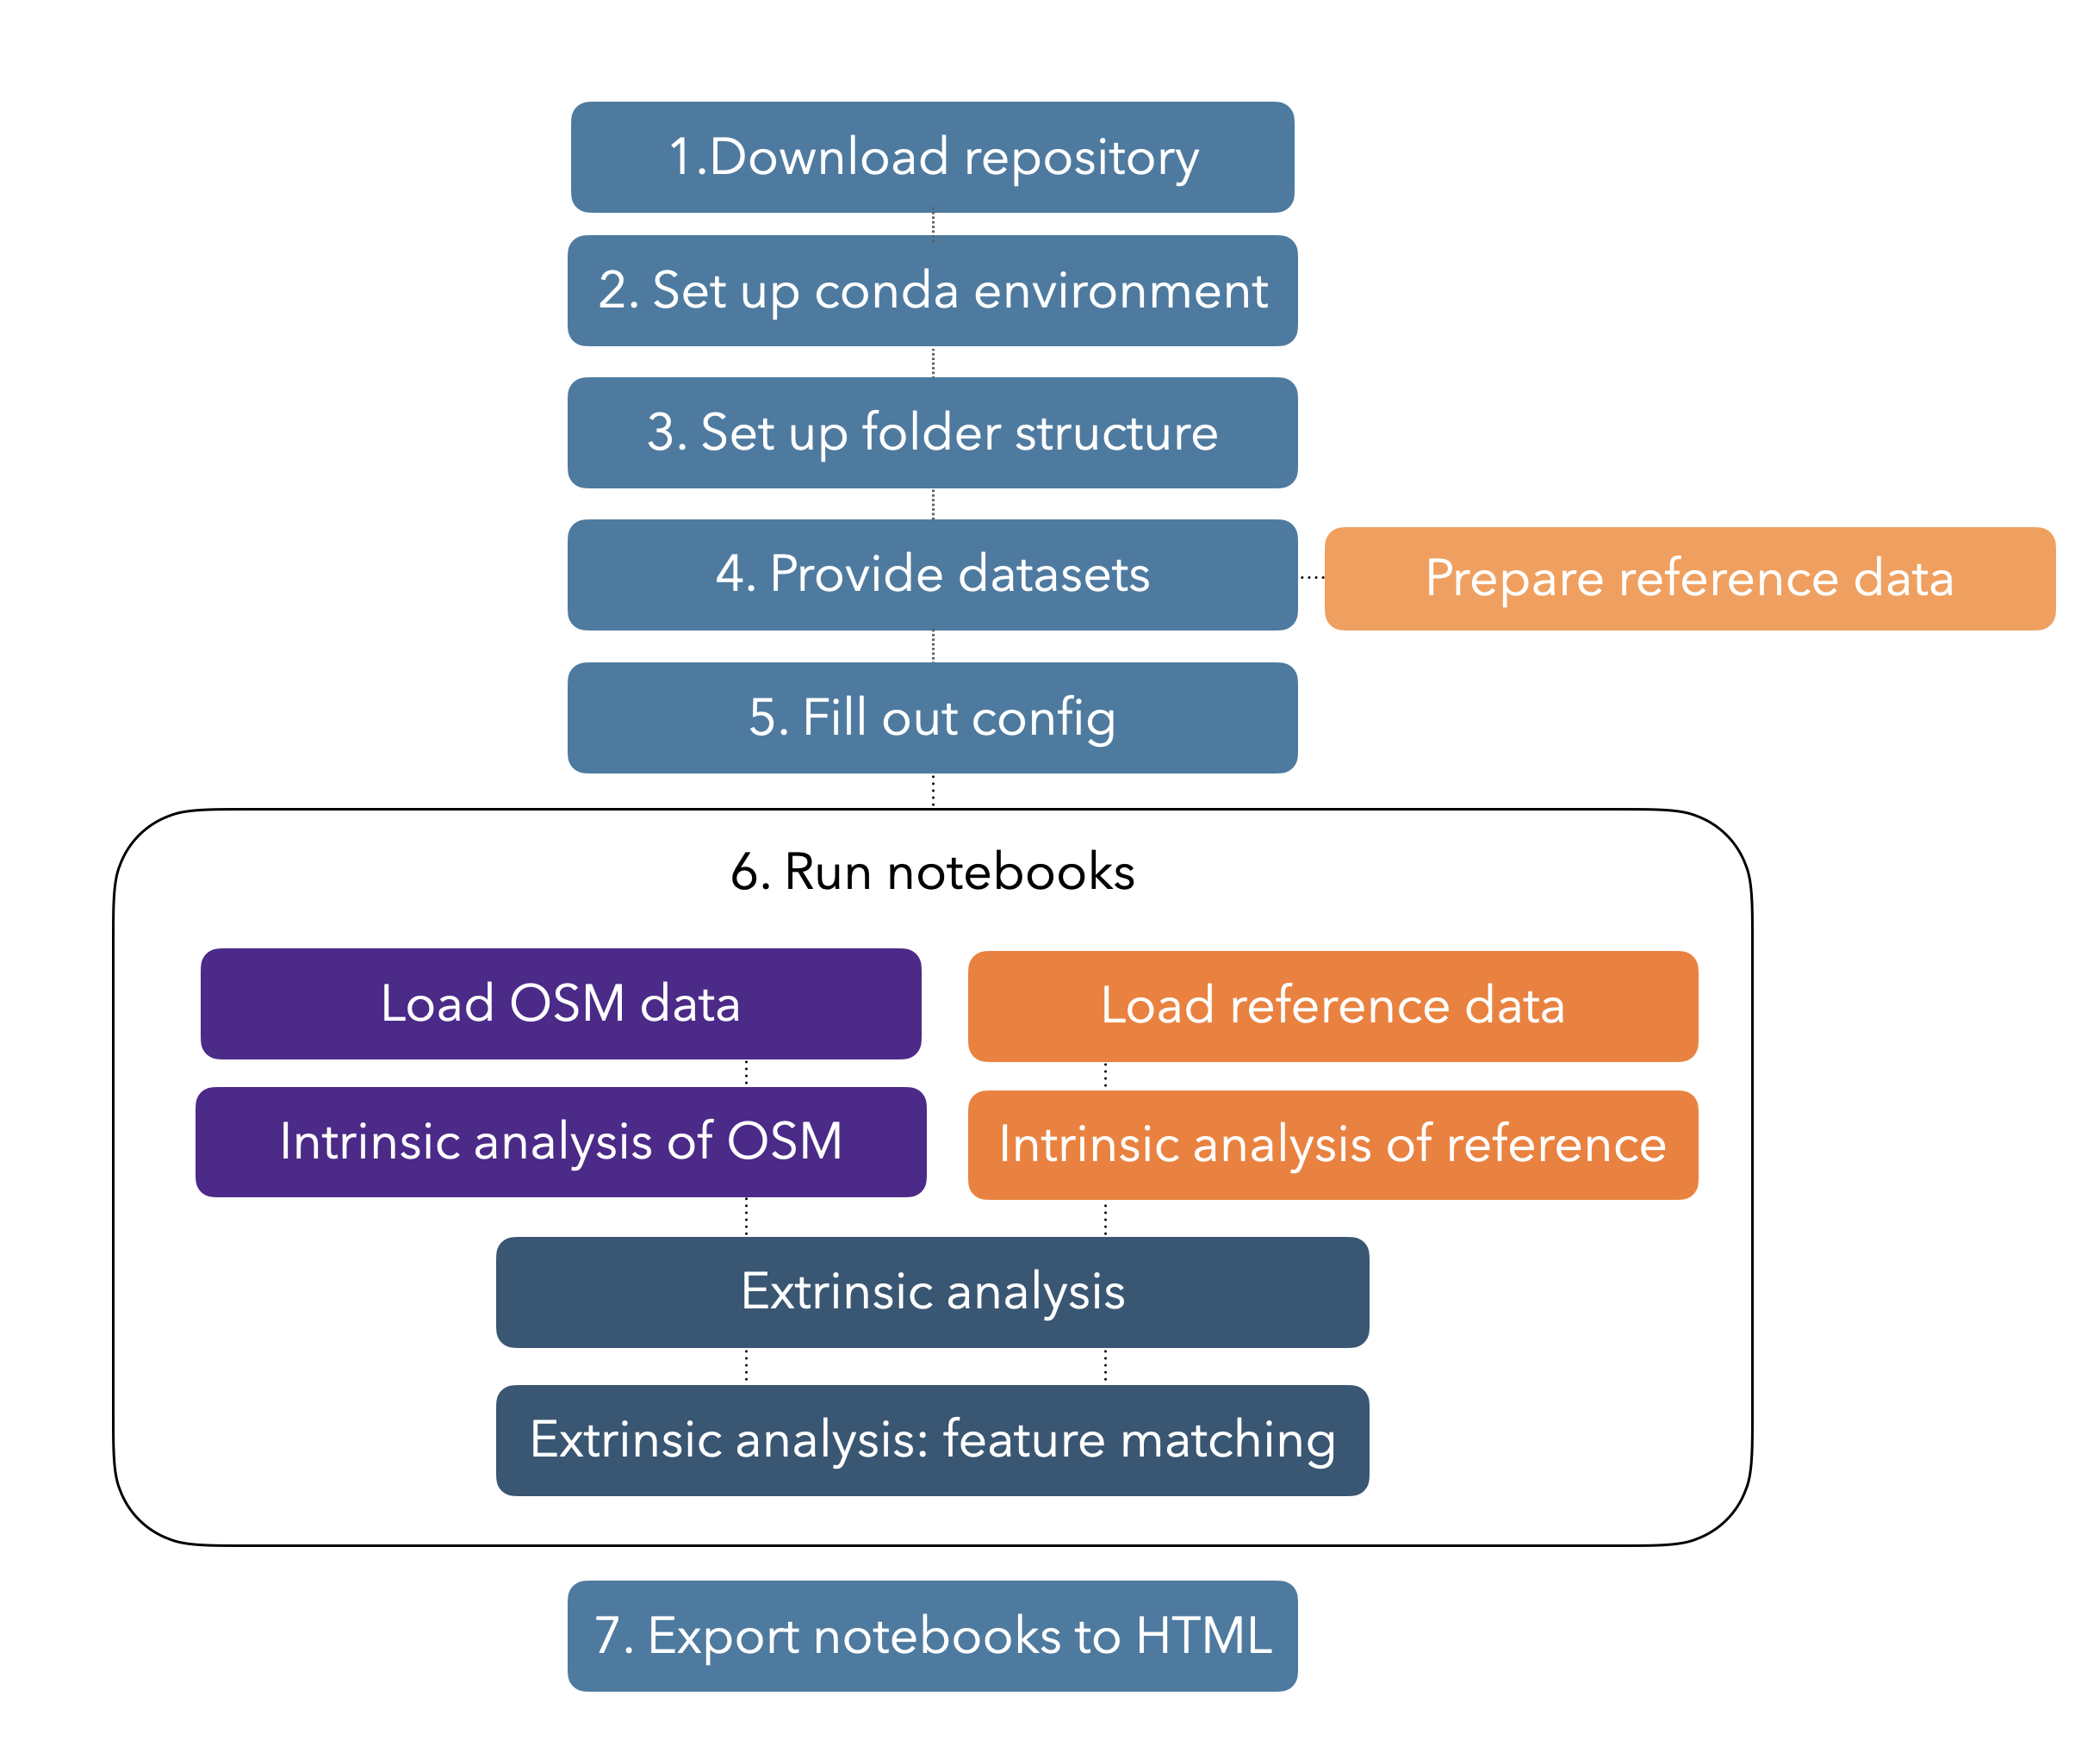 1.Download repository
2. Set up conda environment
3. Set up folder structure
4. Provide datasets
Prepare reference data
5. Fill out config
6. Run notebooks
Load OSM data
Load reference data
Intrinsic analysis of OSM
Intrinsic analysis of reference
Extrinsic analysis
Extrinsic analysis: feature matching
7. Export notebooks to HTML